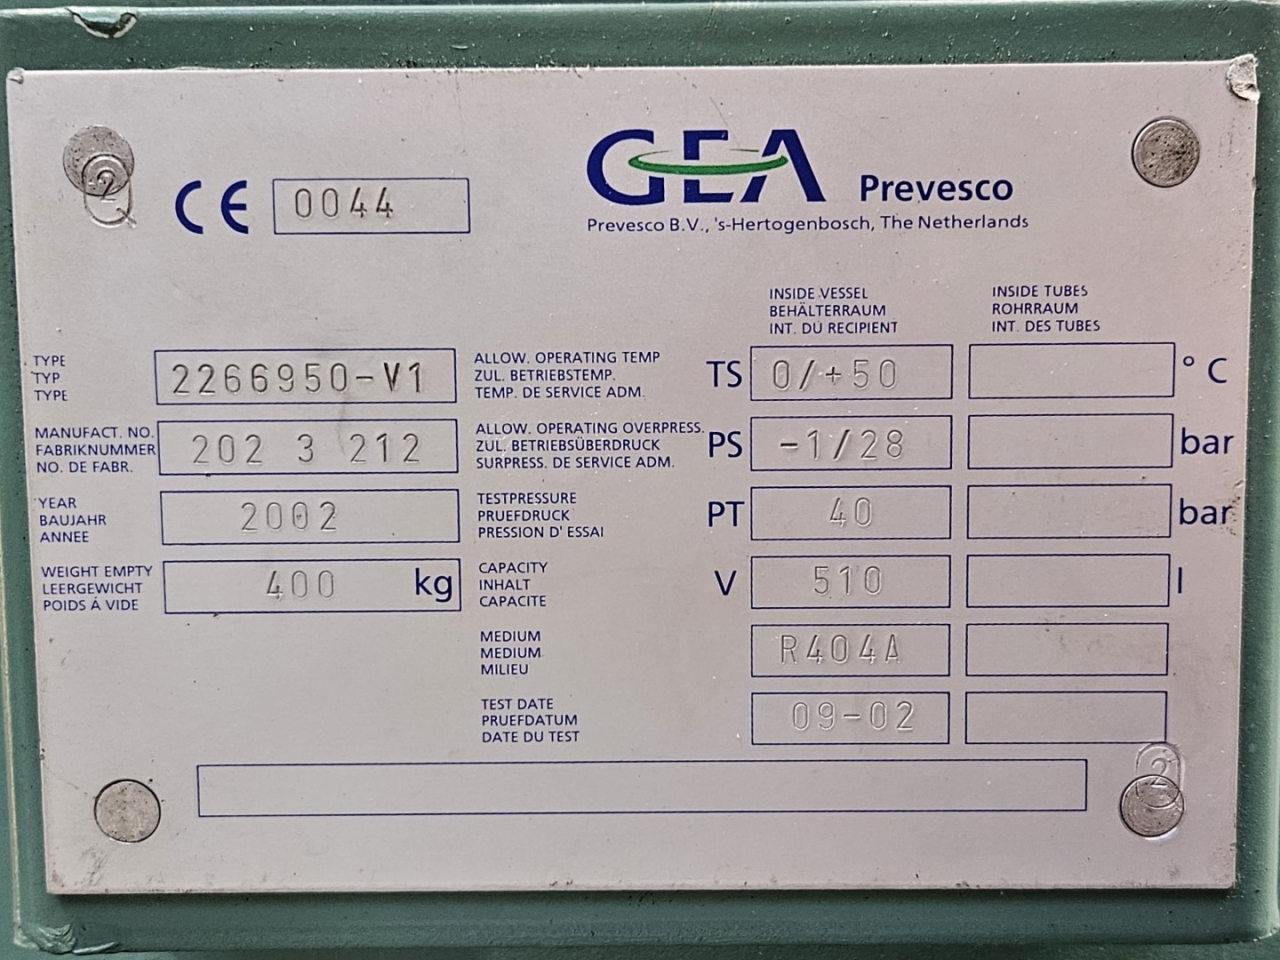 CE 0044
GEA Prevesco
Prevesco B.V., 's-Hertogenbosch, The Netherlands
INSIDE VESSEL
BEHÄLTERRAUM
INT. DU RECIPIENT
INSIDE TUBES
ROHRRAUM
INT. DES TUBES
TYPE
TYP
TYPE
2266950-V1
MANUFACT. NO.
FABRIKNUMMER
NO. DE FABR.
202 3 212
YEAR
BAUJAHR
ANNEE
2002
WEIGHT EMPTY
LEERGEWICHT
POIDS Á VIDE
400 kg
ALLOW. OPERATING TEMP
ZUL. BETRIEBSTEMP.
TEMP. DE SERVICE ADM.
TS 0/+50 °C
ALLOW. OPERATING OVERPRESS.
ZUL. BETRIEBSÜBERDRUCK
SURPRESS. DE SERVICE ADM.
PS -1/28 bar
TESTPRESSURE
PRUEFDRUCK
PRESSION D' ESSAI
PT 40 bar
CAPACITY
INHALT
CAPACITE
V 510 l
MEDIUM
MEDIUM
MILIEU
R404A
TEST DATE
PRUEFDATUM
DATE DU TEST
09-02
2
2